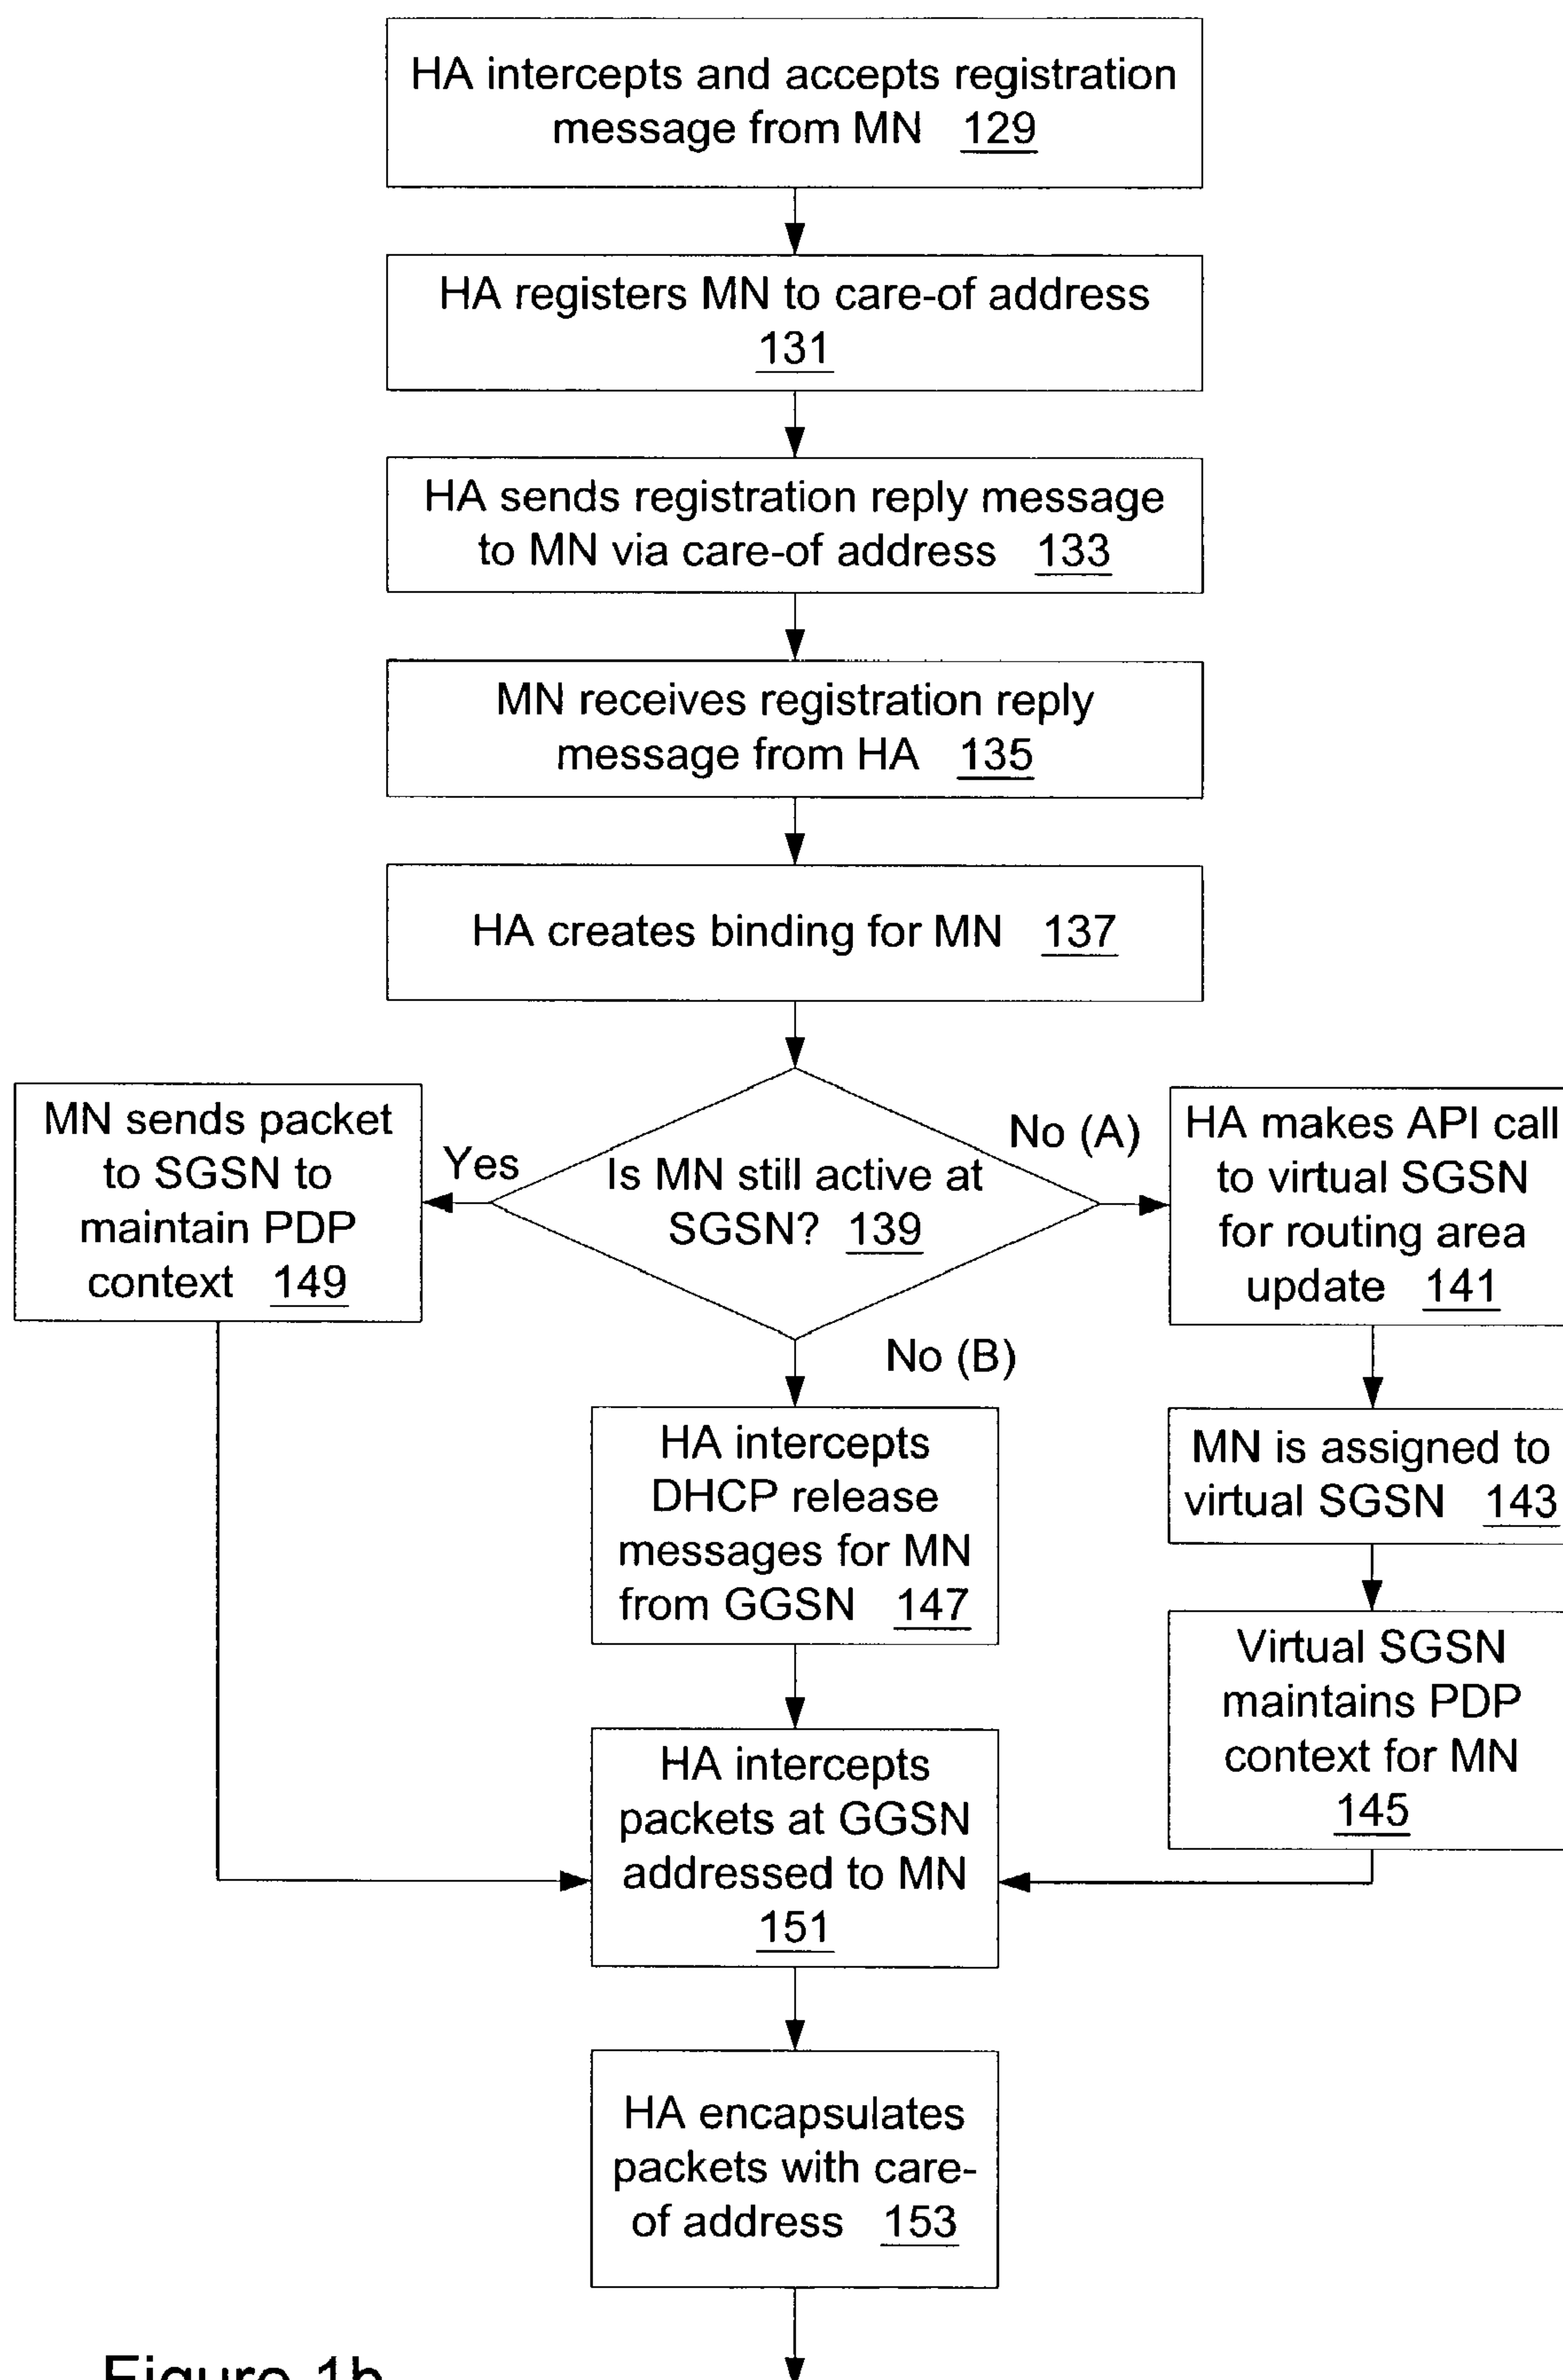 HA intercepts and accepts registration
message from MN 129
HA registers MN to care-of address
131
HA sends registration reply message
to MN via care-of address 133
MN receives registration reply
message from HA 135
HA creates binding for MN 137
MN sends packet
to SGSN to
maintain PDP
context 149
Yes
Is MN still active at
SGSN? 139
No (A)
HA makes API call
to virtual SGSN
for routing area
update 141
No (B)
HA intercepts
DHCP release
messages for MN
from GGSN 147
MN is assigned to
virtual SGSN 143
Virtual SGSN
maintains PDP
context for MN
145
HA intercepts
packets at GGSN
addressed to MN
151
HA encapsulates
packets with care-
of address 153
Figure 1b